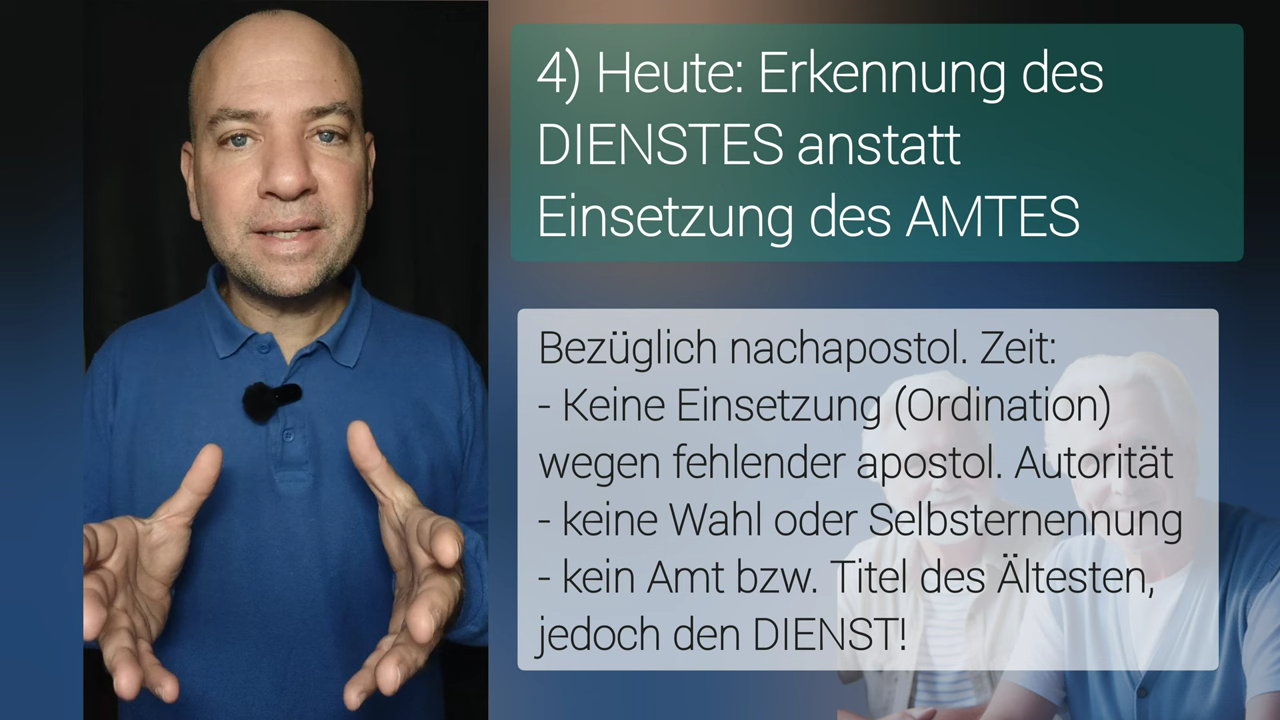 4) Heute: Erkennung des
DIENSTES anstatt
Einsetzung des AMTES
Bezüglich nachapostol. Zeit:
- Keine Einsetzung (Ordination)
wegen fehlender apostol. Autorität
- keine Wahl oder Selbsternennung
- kein Amt bzw. Titel des Ältesten,
jedoch den DIENST!